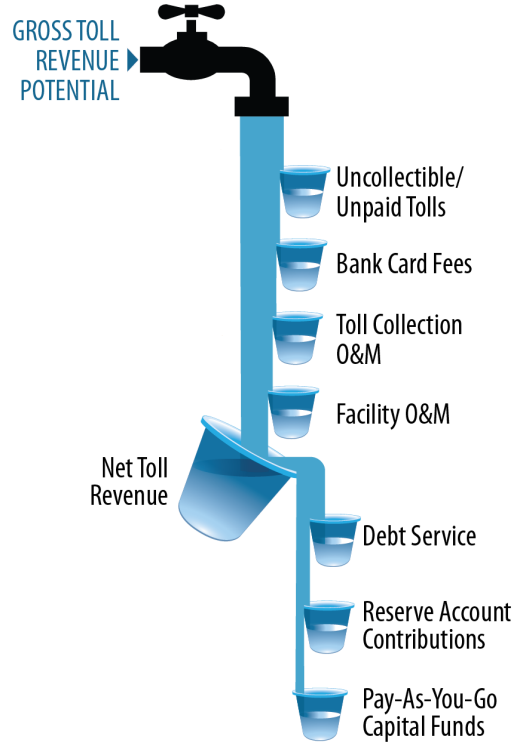 GROSS TOLL
REVENUE
POTENTIAL
Uncollectible/
Unpaid Tolls
Bank Card Fees
Toll Collection
O&M
Facility O&M
Net Toll
Revenue
Debt Service
Reserve Account
Contributions
Pay-As-You-Go
Capital Funds